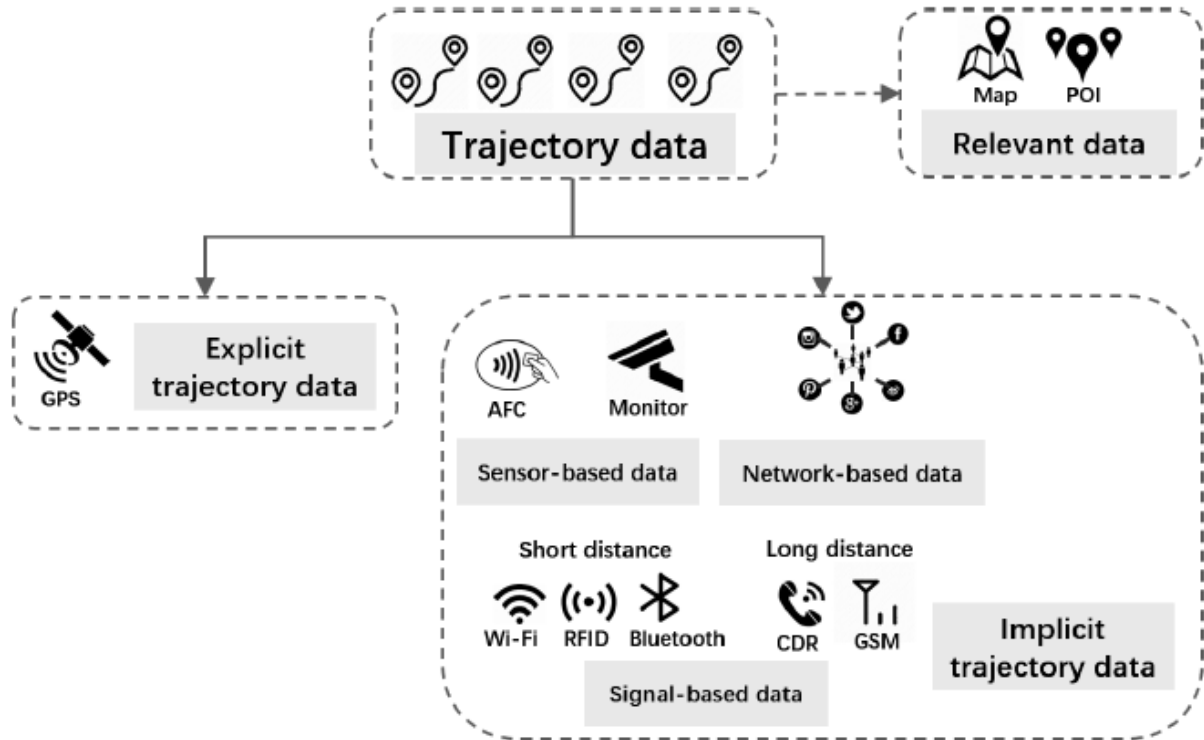 Map
POI
Trajectory data
Relevant data
GPS
Explicit
trajectory data
AFC
Monitor
Sensor-based data
Network-based data
Short distance
Long distance
Wi-Fi
RFID
Bluetooth
CDR
GSM
Signal-based data
Implicit
trajectory data